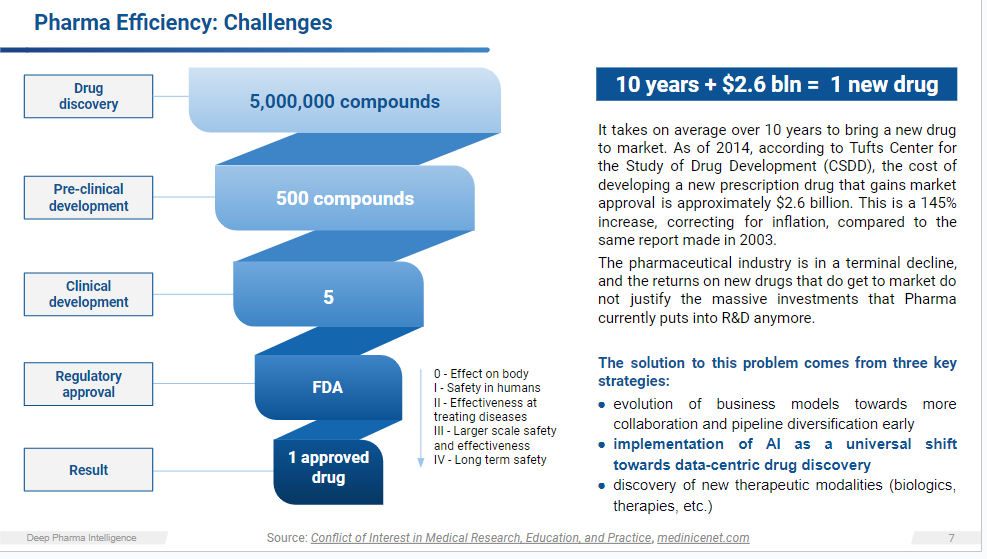 Pharma Efficiency: Challenges
Drug
discovery
5,000,000 compounds
Pre-clinical
development
500 compounds
Clinical
development
5
Regulatory
approval
FDA
0 - Effect on body
I - Safety in humans
II - Effectiveness at
treating diseases
III - Larger scale safety
and effectiveness
IV - Long term safety
Result
1 approved
drug
10 years + $2.6 bln = 1 new drug
It takes on average over 10 years to bring a new drug
to market. As of 2014, according to Tufts Center for
the Study of Drug Development (CSDD), the cost of
developing a new prescription drug that gains market
approval is approximately $2.6 billion. This is a 145%
increase, correcting for inflation, compared to the
same report made in 2003.
The pharmaceutical industry is in a terminal decline,
and the returns on new drugs that do get to market do
not justify the massive investments that Pharma
currently puts into R&D anymore.
The solution to this problem comes from three key
strategies:
● evolution of business models towards more
collaboration and pipeline diversification early
● implementation of AI as a universal shift
towards data-centric drug discovery
● discovery of new therapeutic modalities (biologics,
therapies, etc.)
Deep Pharma Intelligence
Source: Conflict of Interest in Medical Research, Education, and Practice, medinicenet.com
7